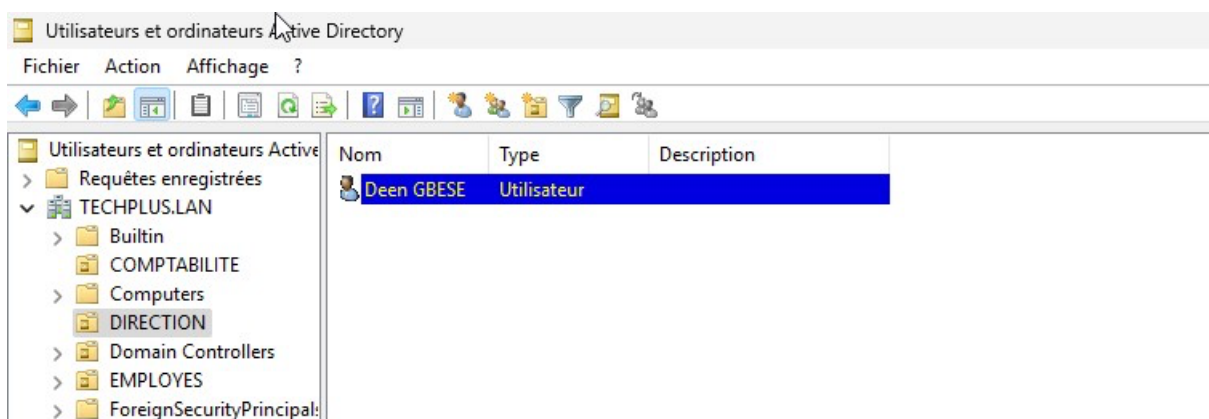 Utilisateurs et ordinateurs Active Directory
Fichier Action Affichage ?
Utilisateurs et ordinateurs Active
Requêtes enregistrées
TECHPLUS.LAN
Builtin
COMPTABILITE
Computers
DIRECTION
Domain Controllers
EMPLOYES
ForeignSecurityPrincipals
Nom Type Description
Deen GBESE Utilisateur